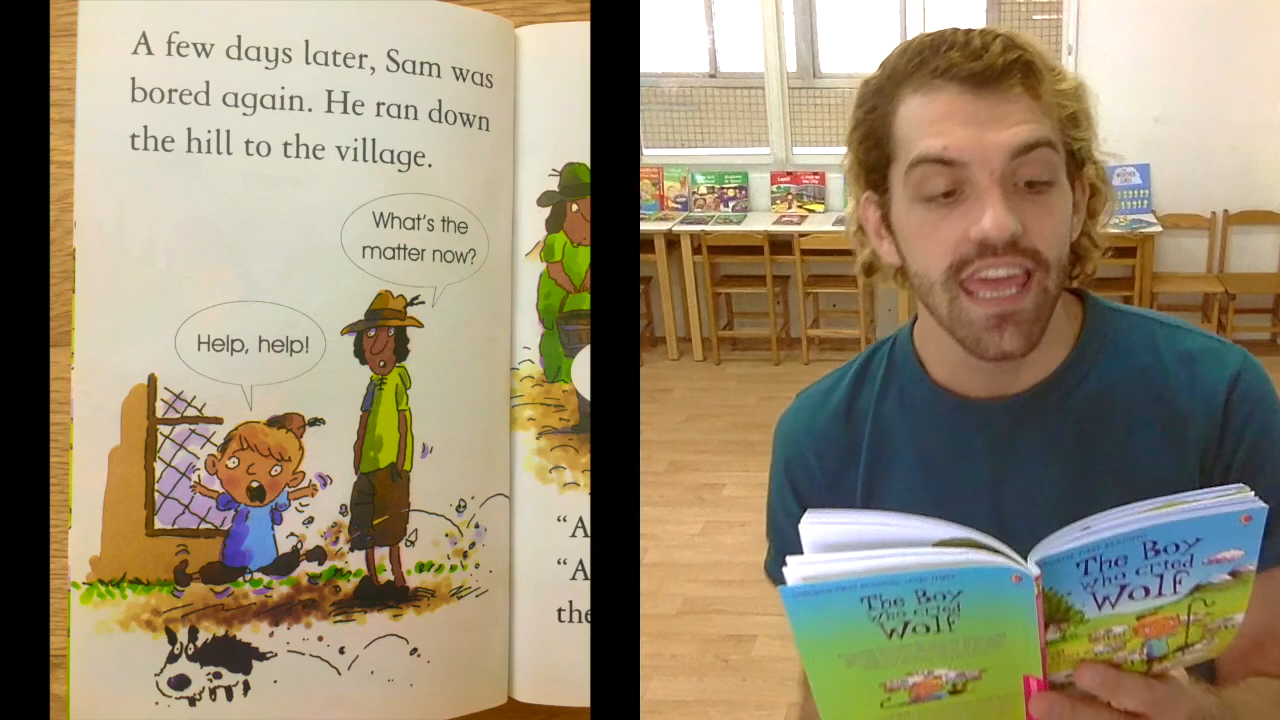 A few days later, Sam was
bored again. He ran down
the hill to the village.
What's the
matter now?
Help, help!
“A
“A
the
The Boy
who cried
Wolf
The Boy
who cried
Wolf